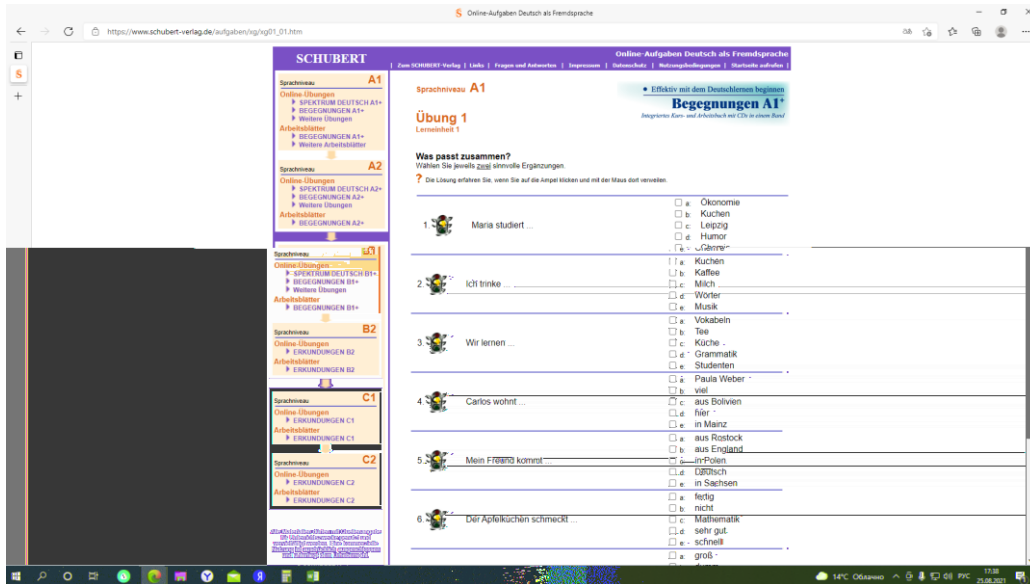 Online-Aufgaben Deutsch als Fremdsprache
https://www.schubert-verlag.de/aufgaben/xg/xg01_01.htm
SCHUBERT
Online-Aufgaben Deutsch als Fremdsprache
| Zum SCHUBERT-Verlag | Links | Fragen und Antworten | Impressum | Datenschutz | Nutzungsbedingungen | Startseite aufrufen |
Sprachniveau A1
Online-Übungen
SPEKTRUM DEUTSCH A1+
BEGEGNUNGEN A1+
Weitere Übungen
Arbeitsblätter
BEGEGNUNGEN A1+
Weitere Arbeitsblätter
Sprachniveau A2
Online-Übungen
SPEKTRUM DEUTSCH A2+
BEGEGNUNGEN A2+
Weitere Übungen
Arbeitsblätter
BEGEGNUNGEN A2+
Sprachniveau B1
Online-Übungen
SPEKTRUM DEUTSCH B1+
BEGEGNUNGEN B1+
Weitere Übungen
Arbeitsblätter
BEGEGNUNGEN B1+
Sprachniveau B2
Online-Übungen
ERKUNDUNGEN B2
Arbeitsblätter
ERKUNDUNGEN B2
Sprachniveau C1
Online-Übungen
ERKUNDUNGEN C1
Arbeitsblätter
ERKUNDUNGEN C1
Sprachniveau C2
Online-Übungen
ERKUNDUNGEN C2
Arbeitsblätter
ERKUNDUNGEN C2
Sprachniveau A1
• Effektiv mit dem Deutschlernen beginnen
Begegnungen A1+
Integriertes Kurs- und Arbeitsbuch mit CDs in einem Band
Übung 1
Lerneinheit 1
Was passt zusammen?
Wählen Sie jeweils zwei sinnvolle Ergänzungen.
? Die Lösung erfahren Sie, wenn Sie auf die Ampel klicken und mit der Maus dort verweilen.
1. Maria studiert ...
a: Ökonomie
b: Kuchen
c: Leipzig
d: Humor
e:
2. Ich trinke ...
a: Kuchen
b: Kaffee
c: Milch
d: Wörter
e: Musik
3. Wir lernen ...
a: Vokabeln
b: Tee
c: Küche
d: Grammatik
e: Studenten
4. Carlos wohnt ...
a: Paula Weber
b: viel
c: aus Bolivien
d: hier
e: in Mainz
5. Mein Freund kommt ...
a: aus Rostock
b: aus England
c: in Polen
d: Deutsch
e: in Sachsen
6. Der Apfelkuchen schmeckt ...
a: fertig
b: nicht
c: Mathematik
d: sehr gut.
e: schnell
a: groß
14°C Облачно
РУС
17:38
25.08.2021